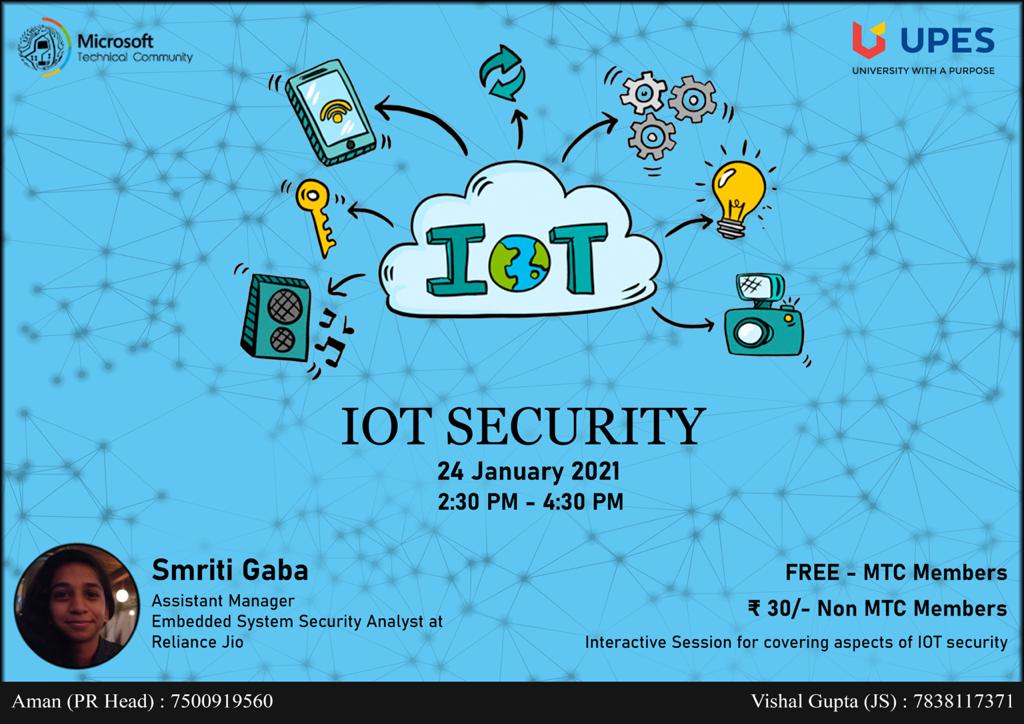 Microsoft
Technical Community
UPES
UNIVERSITY WITH A PURPOSE
IOT
IOT SECURITY
24 January 2021
2:30 PM - 4:30 PM
Smriti Gaba
Assistant Manager
Embedded System Security Analyst at
Reliance Jio
FREE - MTC Members
₹ 30/- Non MTC Members
Interactive Session for covering aspects of IOT security
Aman (PR Head) : 7500919560
Vishal Gupta (JS) : 7838117371